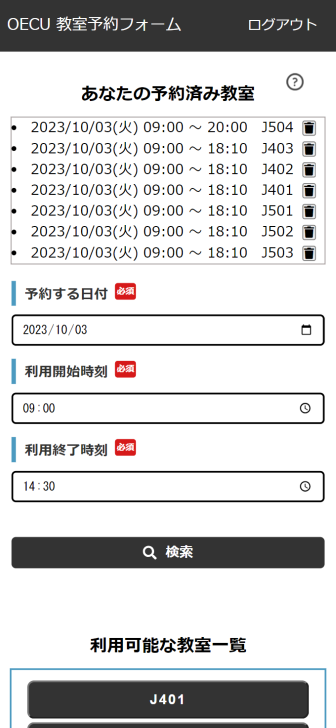 OECU 教室予約フォーム ログアウト
あなたの予約済み教室 ?
2023/10/03(火) 09:00 ～ 20:00 J504
2023/10/03(火) 09:00 ～ 18:10 J403
2023/10/03(火) 09:00 ～ 18:10 J402
2023/10/03(火) 09:00 ～ 18:10 J401
2023/10/03(火) 09:00 ～ 18:10 J501
2023/10/03(火) 09:00 ～ 18:10 J502
2023/10/03(火) 09:00 ～ 18:10 J503
予約する日付 必須
2023/10/03
利用開始時刻 必須
09:00
利用終了時刻 必須
14:30
検索
利用可能な教室一覧
J401